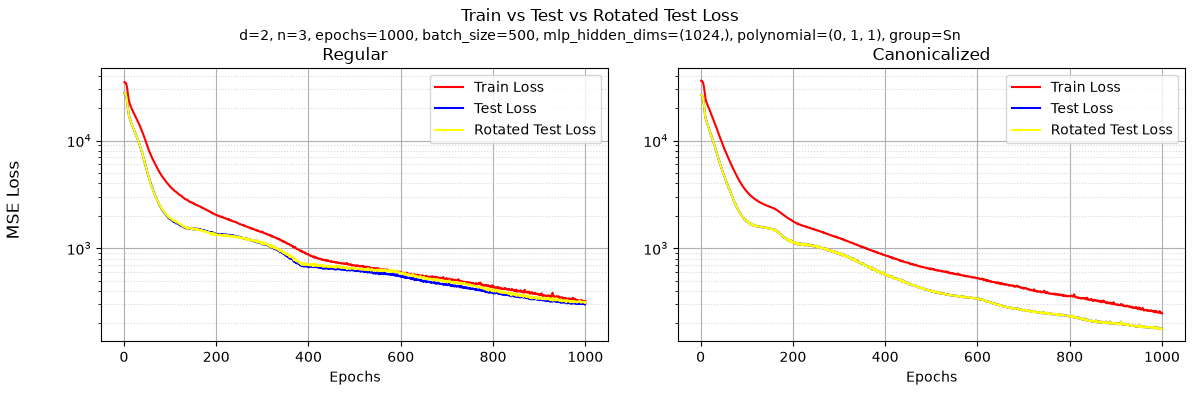 Train vs Test vs Rotated Test Loss
d=2, n=3, epochs=1000, batch_size=500, mlp_hidden_dims=(1024,), polynomial=(0, 1, 1), group=Sn
Regular
Train Loss
Test Loss
Rotated Test Loss
10⁴
10³
MSE Loss
0 200 400 600 800 1000
Epochs
Canonicalized
Train Loss
Test Loss
Rotated Test Loss
10⁴
10³
0 200 400 600 800 1000
Epochs